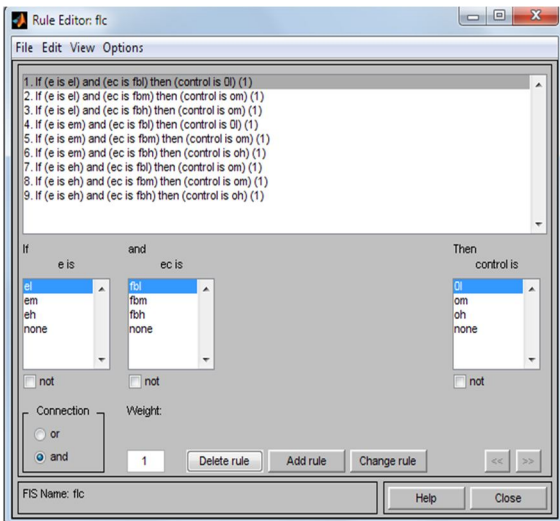 Rule Editor: flc
File Edit View Options
1. If (e is el) and (ec is fbl) then (control is 0l) (1)
2. If (e is el) and (ec is fbm) then (control is om) (1)
3. If (e is el) and (ec is fbh) then (control is om) (1)
4. If (e is em) and (ec is fbl) then (control is 0l) (1)
5. If (e is em) and (ec is fbm) then (control is om) (1)
6. If (e is em) and (ec is fbh) then (control is oh) (1)
7. If (e is eh) and (ec is fbl) then (control is om) (1)
8. If (e is eh) and (ec is fbm) then (control is om) (1)
9. If (e is eh) and (ec is fbh) then (control is oh) (1)
If and Then
e is ec is control is
el fbl 0l
em fbm om
eh fbh oh
none none none
not not not
Connection Weight:
or
and 1 Delete rule Add rule Change rule << >>
FIS Name: flc Help Close